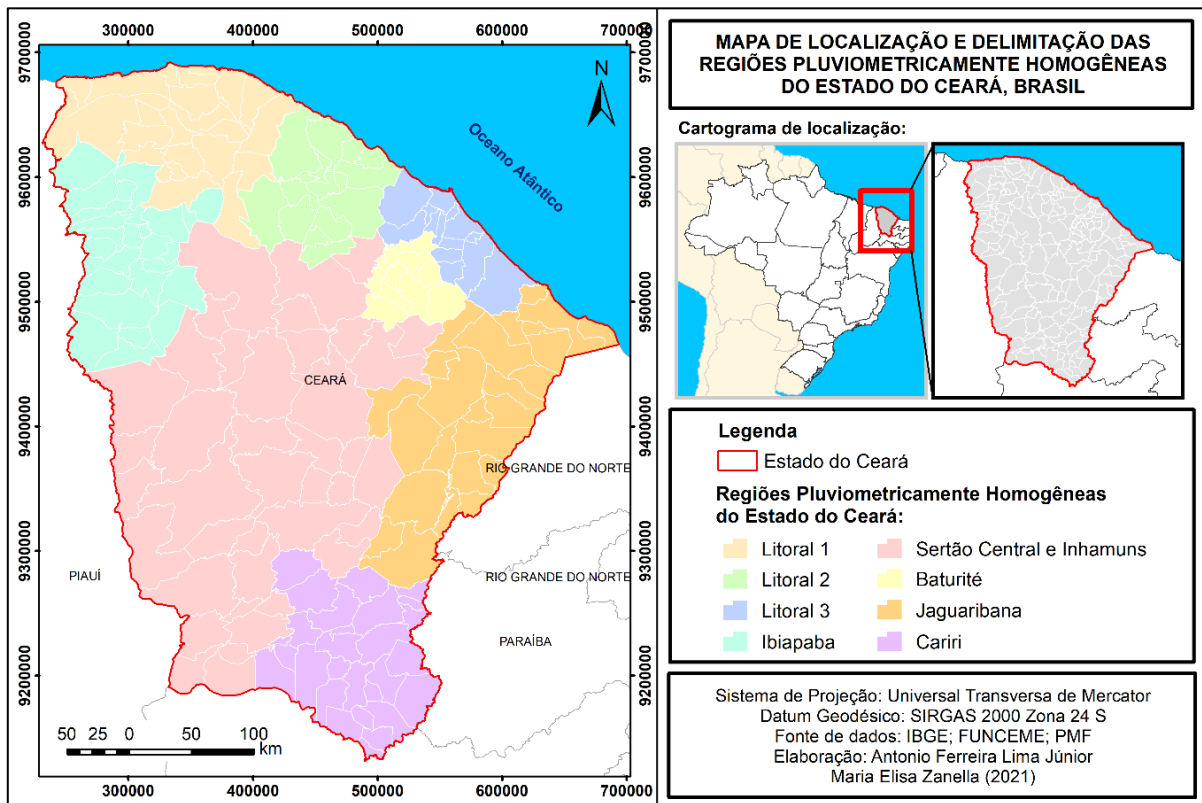 300000 400000 500000 600000 700000
9700000
9600000
9500000
9400000
9300000
9200000
N
Oceano Atlântico
CEARÁ
RIO GRANDE DO NORTE
PIAUÍ
RIO GRANDE DO NORTE
PARAÍBA
50 25 0 50 100
km
300000 400000 500000 600000 700000
MAPA DE LOCALIZAÇÃO E DELIMITAÇÃO DAS
REGIÕES PLUVIOMETRICAMENTE HOMOGÊNEAS
DO ESTADO DO CEARÁ, BRASIL
Cartograma de localização:
Legenda
Estado do Ceará
Regiões Pluviometricamente Homogêneas
do Estado do Ceará:
Litoral 1
Litoral 2
Litoral 3
Ibiapaba
Sertão Central e Inhamuns
Baturité
Jaguaribana
Cariri
Sistema de Projeção: Universal Transversa de Mercator
Datum Geodésico: SIRGAS 2000 Zona 24 S
Fonte de dados: IBGE; FUNCEME; PMF
Elaboração: Antonio Ferreira Lima Júnior
Maria Elisa Zanella (2021)